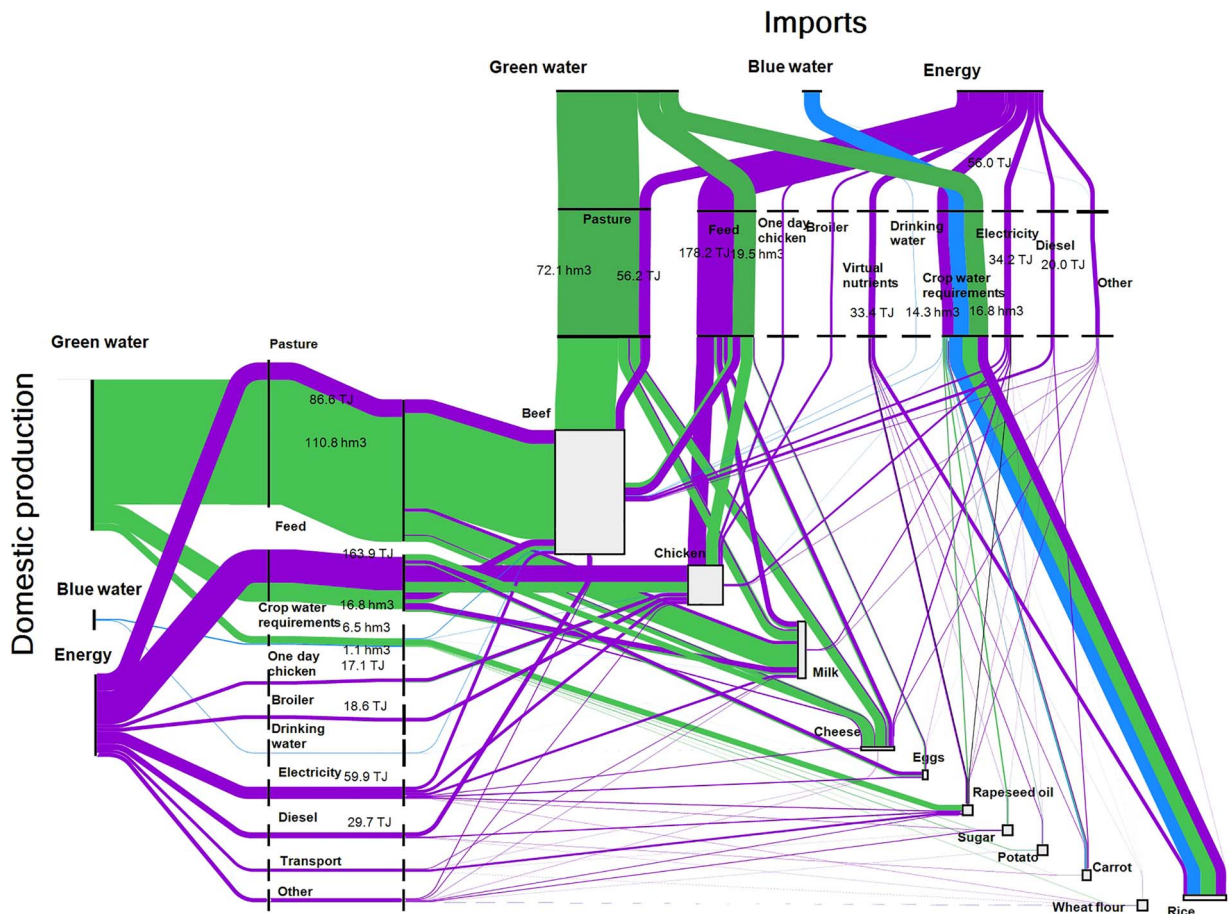 Imports
Green water
Blue water
Energy
56.0 TJ
Pasture
Feed
One day
chicken
Broiler
Drinking
water
Electricity
Diesel
178.2 TJ
19.5 hm3
34.2 TJ
20.0 TJ
72.1 hm3
56.2 TJ
Virtual
nutrients
Crop water
requirements
Other
33.4 TJ
14.3 hm3
16.8 hm3
Domestic production
Green water
Pasture
86.6 TJ
110.8 hm3
Beef
Feed
163.9 TJ
Chicken
Blue water
16.8 hm3
Crop water
requirements
6.5 hm3
1.1 hm3
Energy
One day
chicken
17.1 TJ
Milk
Broiler
18.6 TJ
Drinking
water
Cheese
Eggs
Electricity
59.9 TJ
Rapeseed oil
Diesel
29.7 TJ
Sugar
Potato
Transport
Carrot
Other
Wheat flour
Rice